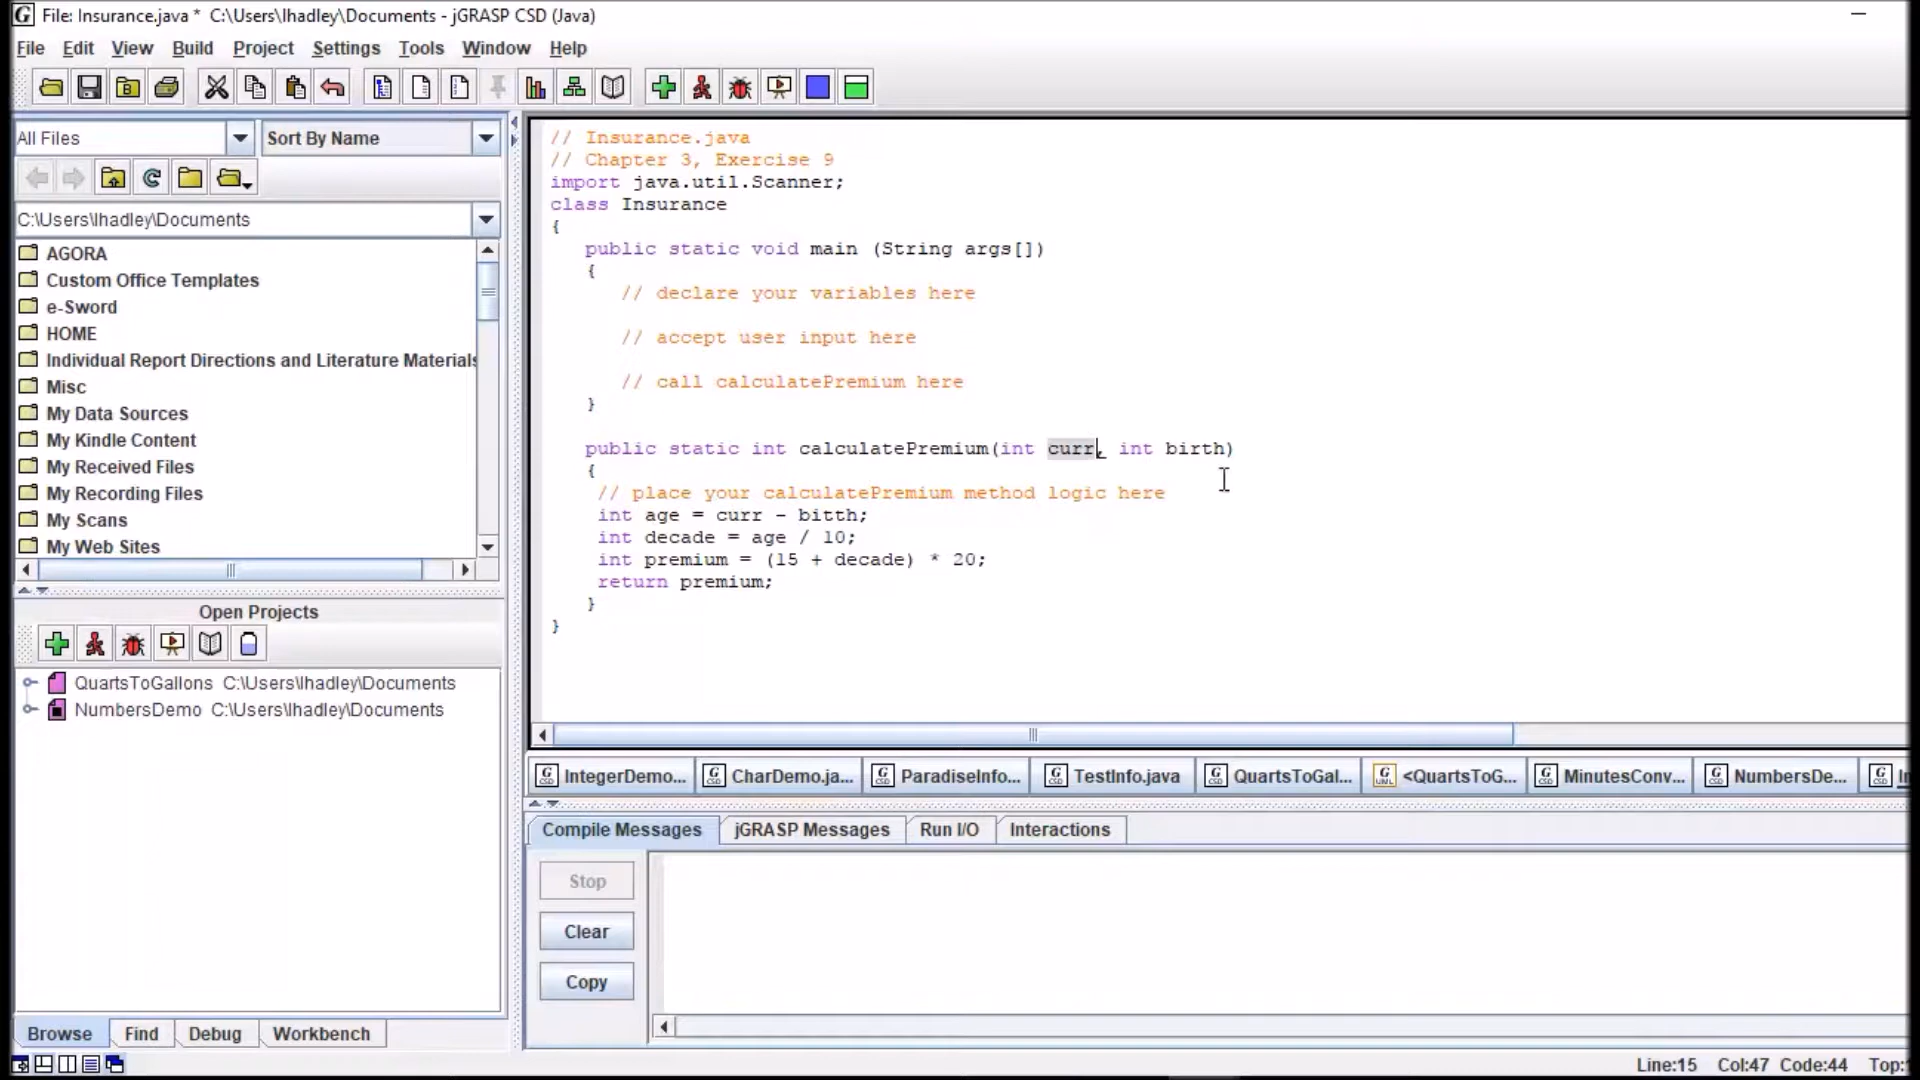 File: Insurance.java * C:\Users\lhadley\Documents - jGRASP CSD (Java)
File Edit View Build Project Settings Tools Window Help
All Files
Sort By Name
C:\Users\lhadley\Documents
AGORA
Custom Office Templates
e-Sword
HOME
Individual Report Directions and Literature Materials
Misc
My Data Sources
My Kindle Content
My Received Files
My Recording Files
My Scans
My Web Sites
Open Projects
QuartsToGallons C:\Users\lhadley\Documents
NumbersDemo C:\Users\lhadley\Documents
Browse Find Debug Workbench
// Insurance.java
// Chapter 3, Exercise 9
import java.util.Scanner;
class Insurance
{
public static void main (String args[])
{
// declare your variables here
// accept user input here
// call calculatePremium here
}
public static int calculatePremium(int curr, int birth)
{
// place your calculatePremium method logic here
int age = curr - bitth;
int decade = age / 10;
int premium = (15 + decade) * 20;
return premium;
}
}
IntegerDemo... CharDemo.ja... ParadiseInfo... TestInfo.java QuartsToGal... <QuartsToG... MinutesConv... NumbersDe...
Compile Messages jGRASP Messages Run I/O Interactions
Stop
Clear
Copy
Line:15 Col:47 Code:44 Top: